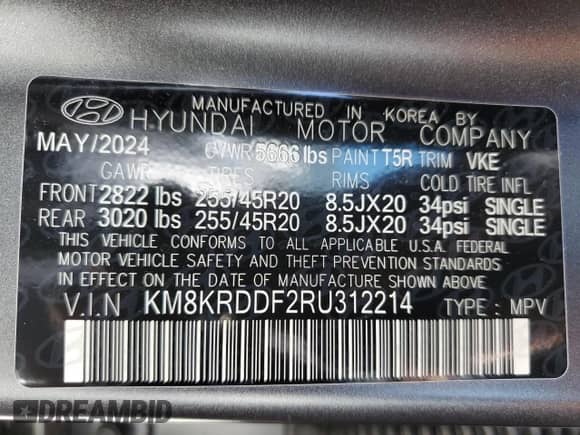 MANUFACTURED IN KOREA BY
HYUNDAI MOTOR COMPANY
MAY/2024 GVWR 5666 lbs PAINT T5R TRIM VKE
GAWR TIRES RIMS COLD TIRE INFL
FRONT 2822 lbs 255/45R20 8.5JX20 34psi SINGLE
REAR 3020 lbs 255/45R20 8.5JX20 34psi SINGLE
THIS VEHICLE CONFORMS TO ALL APPLICABLE U.S.A. FEDERAL
MOTOR VEHICLE SAFETY AND THEFT PREVENTION STANDARDS
IN EFFECT ON THE DATE OF MANUFACTURE SHOWN ABOVE
V.I.N KM8KRDDF2RU312214 TYPE : MPV
DREAMBID